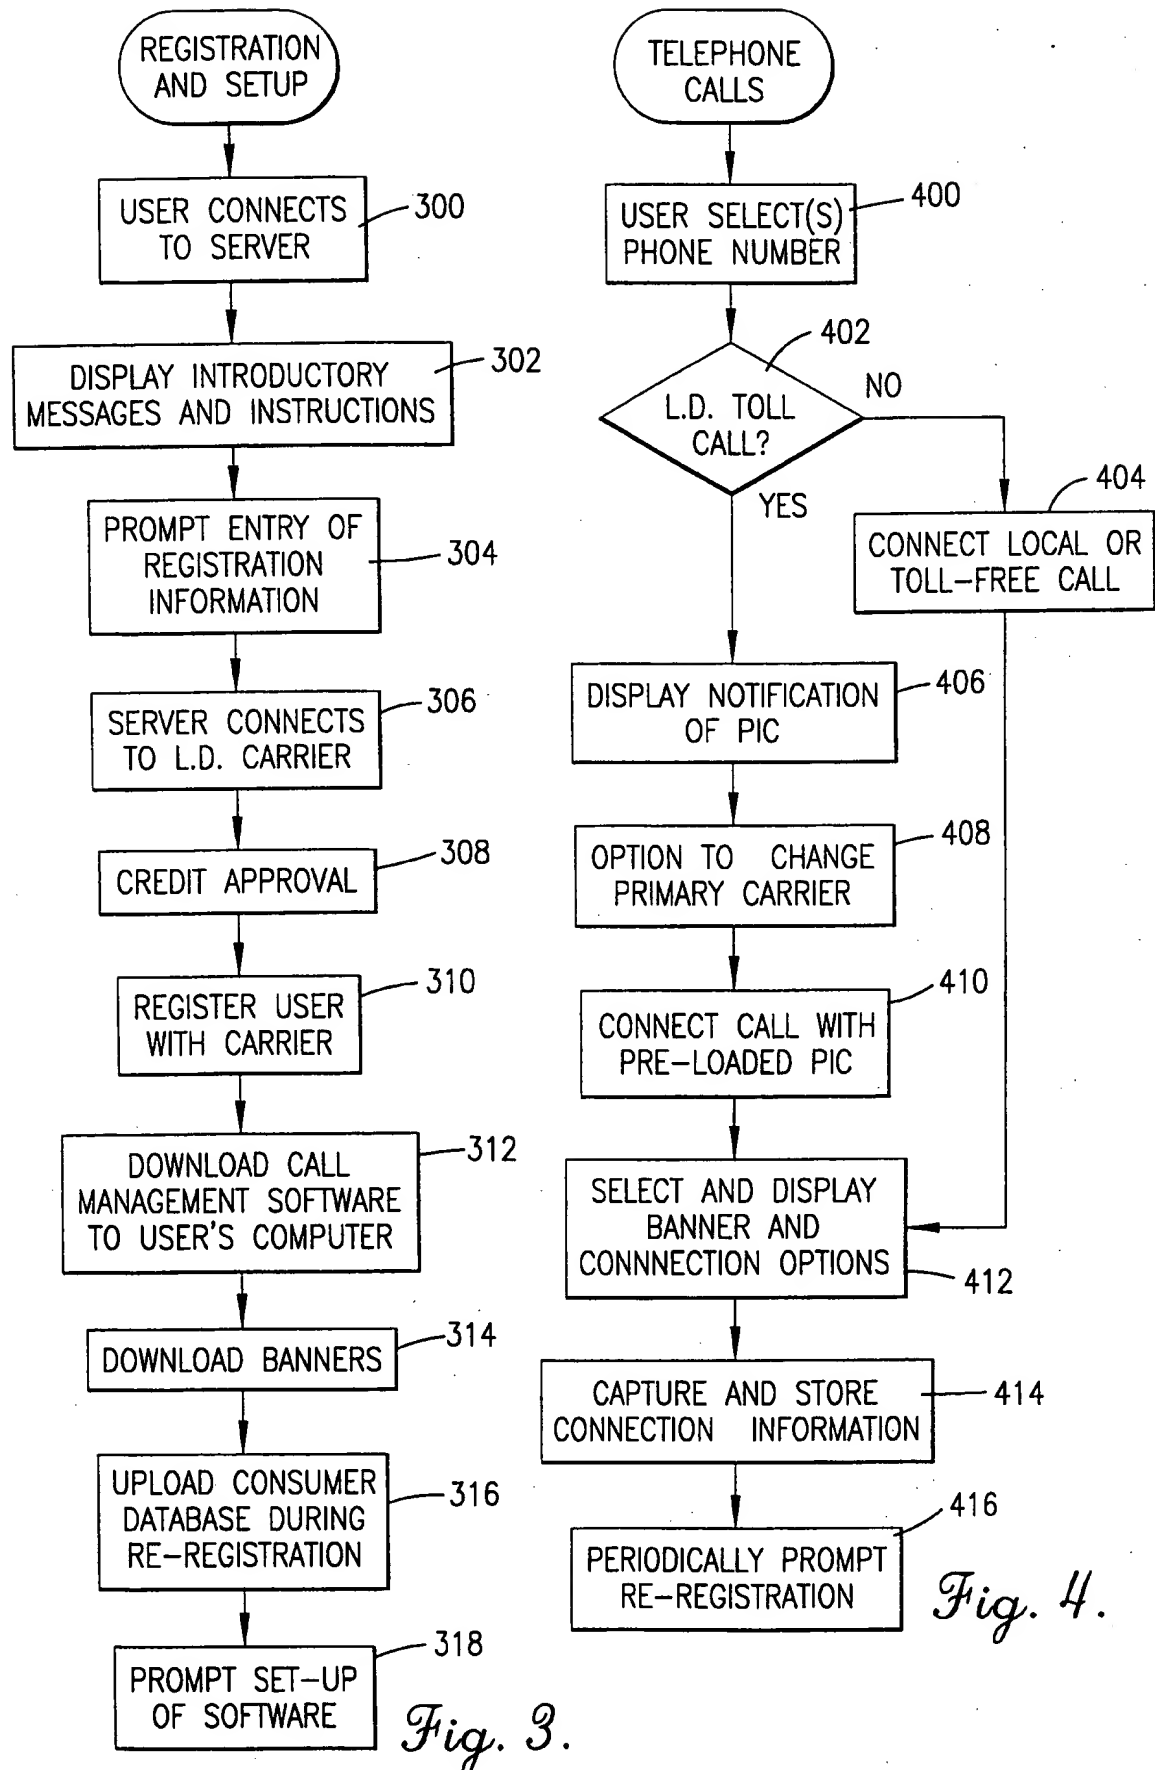 REGISTRATION
AND SETUP
USER CONNECTS
TO SERVER
300
DISPLAY INTRODUCTORY
MESSAGES AND INSTRUCTIONS
302
PROMPT ENTRY OF
REGISTRATION
INFORMATION
304
SERVER CONNECTS
TO L.D. CARRIER
306
CREDIT APPROVAL
308
REGISTER USER
WITH CARRIER
310
DOWNLOAD CALL
MANAGEMENT SOFTWARE
TO USER'S COMPUTER
312
DOWNLOAD BANNERS
314
UPLOAD CONSUMER
DATABASE DURING
RE-REGISTRATION
316
PROMPT SET-UP
OF SOFTWARE
318
Fig. 3.
TELEPHONE
CALLS
USER SELECT(S)
PHONE NUMBER
400
L.D. TOLL
CALL?
402
NO
YES
CONNECT LOCAL OR
TOLL-FREE CALL
404
DISPLAY NOTIFICATION
OF PIC
406
OPTION TO CHANGE
PRIMARY CARRIER
408
CONNECT CALL WITH
PRE-LOADED PIC
410
SELECT AND DISPLAY
BANNER AND
CONNNECTION OPTIONS
412
CAPTURE AND STORE
CONNECTION INFORMATION
414
PERIODICALLY PROMPT
RE-REGISTRATION
416
Fig. 4.